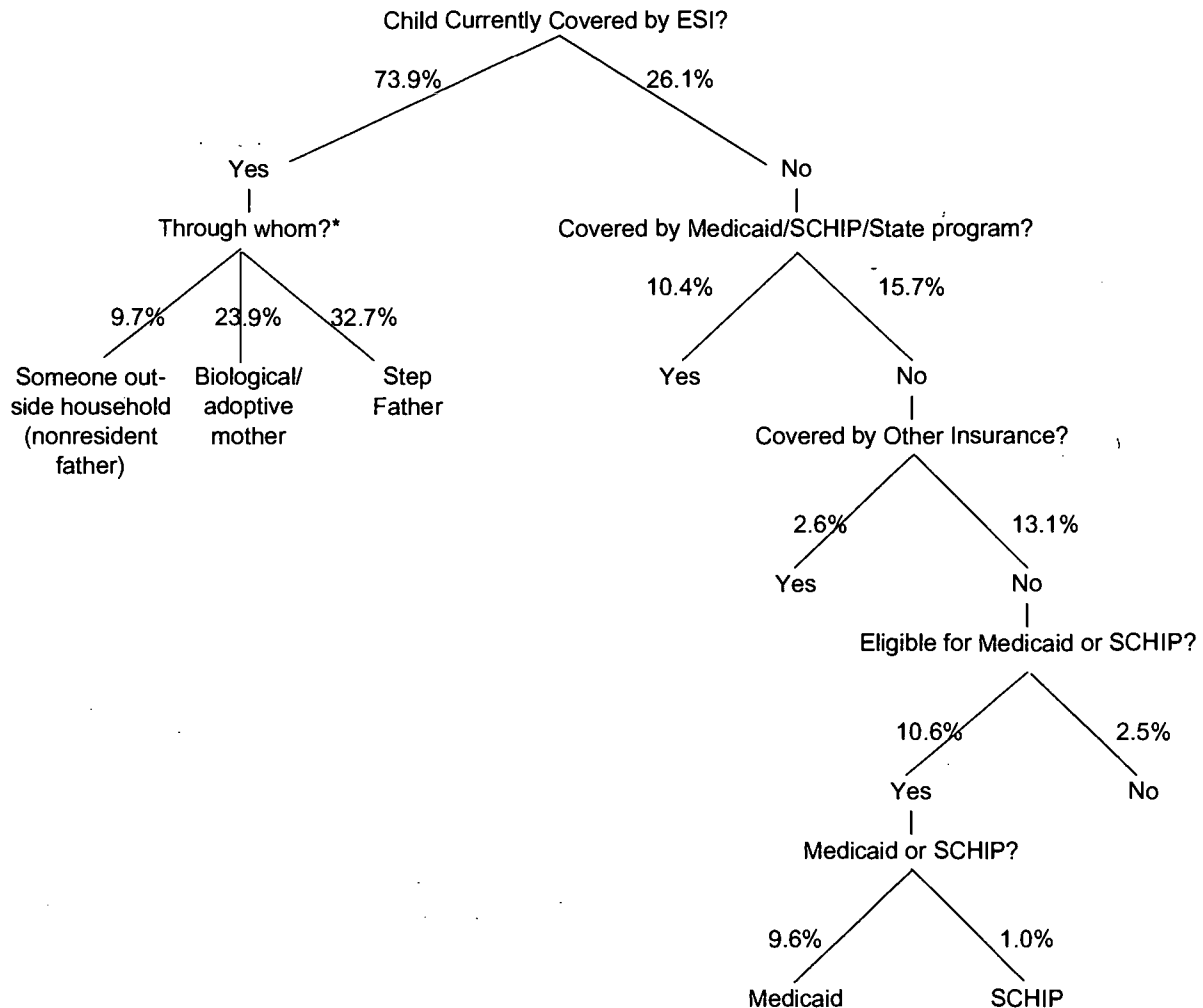 Child Currently Covered by ESI?
73.9%
26.1%
Yes
No
Through whom?*
Covered by Medicaid/SCHIP/State program?
9.7%
23.9%
32.7%
10.4%
15.7%
Someone out-
side household
(nonresident
father)
Biological/
adoptive
mother
Step
Father
Yes
No
Covered by Other Insurance?
2.6%
13.1%
Yes
No
Eligible for Medicaid or SCHIP?
10.6%
2.5%
Yes
No
Medicaid or SCHIP?
9.6%
1.0%
Medicaid
SCHIP